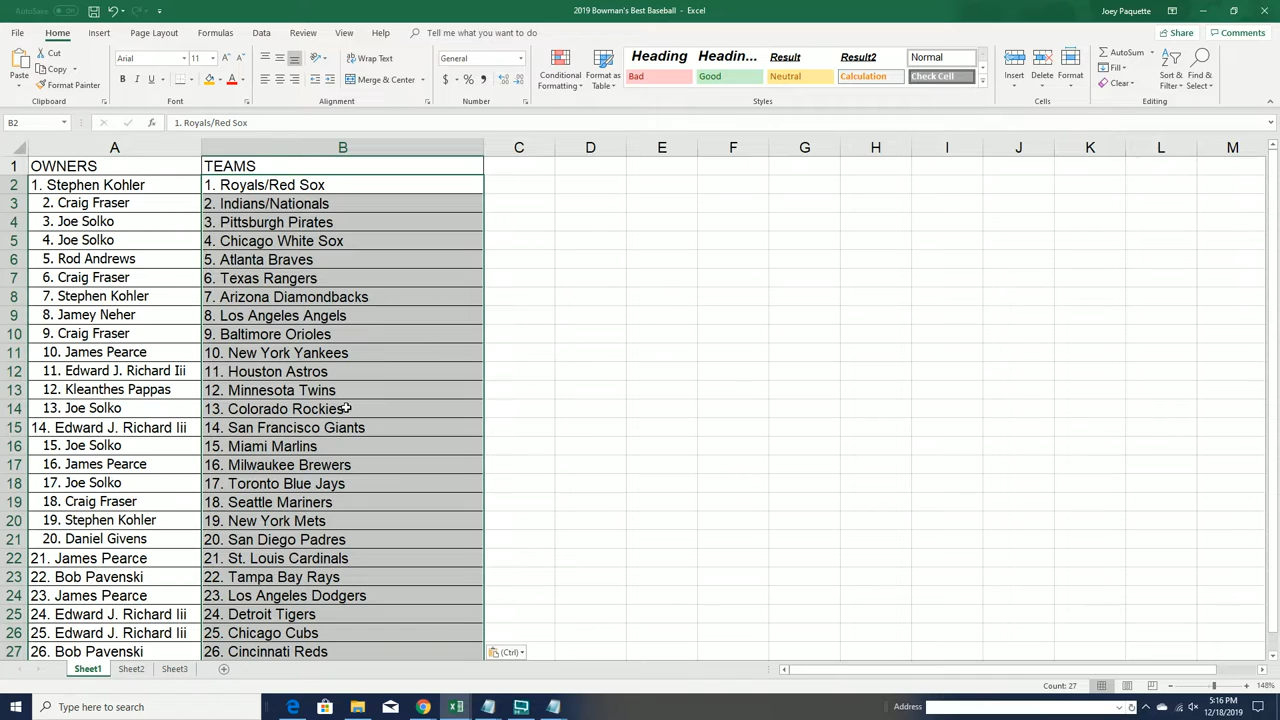 AutoSave Off
2019 Bowman's Best Baseball - Excel
Joey Paquette
File Home Insert Page Layout Formulas Data Review View Help Tell me what you want to do Share Comments
Paste Cut Copy Format Painter
Arial 11 A A Wrap Text General
B I U A Merge & Center $ % ,
Conditional Formatting Format as Table
Heading Headin... Result Result2 Normal
Bad Good Neutral Calculation Check Cell
Insert Delete Format
AutoSum Fill Clear Sort & Filter Find & Select
Clipboard Font Alignment Number Styles Cells Editing
B2 fx 1. Royals/Red Sox
A B C D E F G H I J K L M
1 OWNERS TEAMS
2 1. Stephen Kohler 1. Royals/Red Sox
3 2. Craig Fraser 2. Indians/Nationals
4 3. Joe Solko 3. Pittsburgh Pirates
5 4. Joe Solko 4. Chicago White Sox
6 5. Rod Andrews 5. Atlanta Braves
7 6. Craig Fraser 6. Texas Rangers
8 7. Stephen Kohler 7. Arizona Diamondbacks
9 8. Jamey Neher 8. Los Angeles Angels
10 9. Craig Fraser 9. Baltimore Orioles
11 10. James Pearce 10. New York Yankees
12 11. Edward J. Richard Iii 11. Houston Astros
13 12. Kleanthes Pappas 12. Minnesota Twins
14 13. Joe Solko 13. Colorado Rockies
15 14. Edward J. Richard Iii 14. San Francisco Giants
16 15. Joe Solko 15. Miami Marlins
17 16. James Pearce 16. Milwaukee Brewers
18 17. Joe Solko 17. Toronto Blue Jays
19 18. Craig Fraser 18. Seattle Mariners
20 19. Stephen Kohler 19. New York Mets
21 20. Daniel Givens 20. San Diego Padres
22 21. James Pearce 21. St. Louis Cardinals
23 22. Bob Pavenski 22. Tampa Bay Rays
24 23. James Pearce 23. Los Angeles Dodgers
25 24. Edward J. Richard Iii 24. Detroit Tigers
26 25. Edward J. Richard Iii 25. Chicago Cubs
27 26. Bob Pavenski 26. Cincinnati Reds
(Ctrl)
Sheet1 Sheet2 Sheet3
Count: 27 148%
Type here to search
Address
5:16 PM
12/18/2019